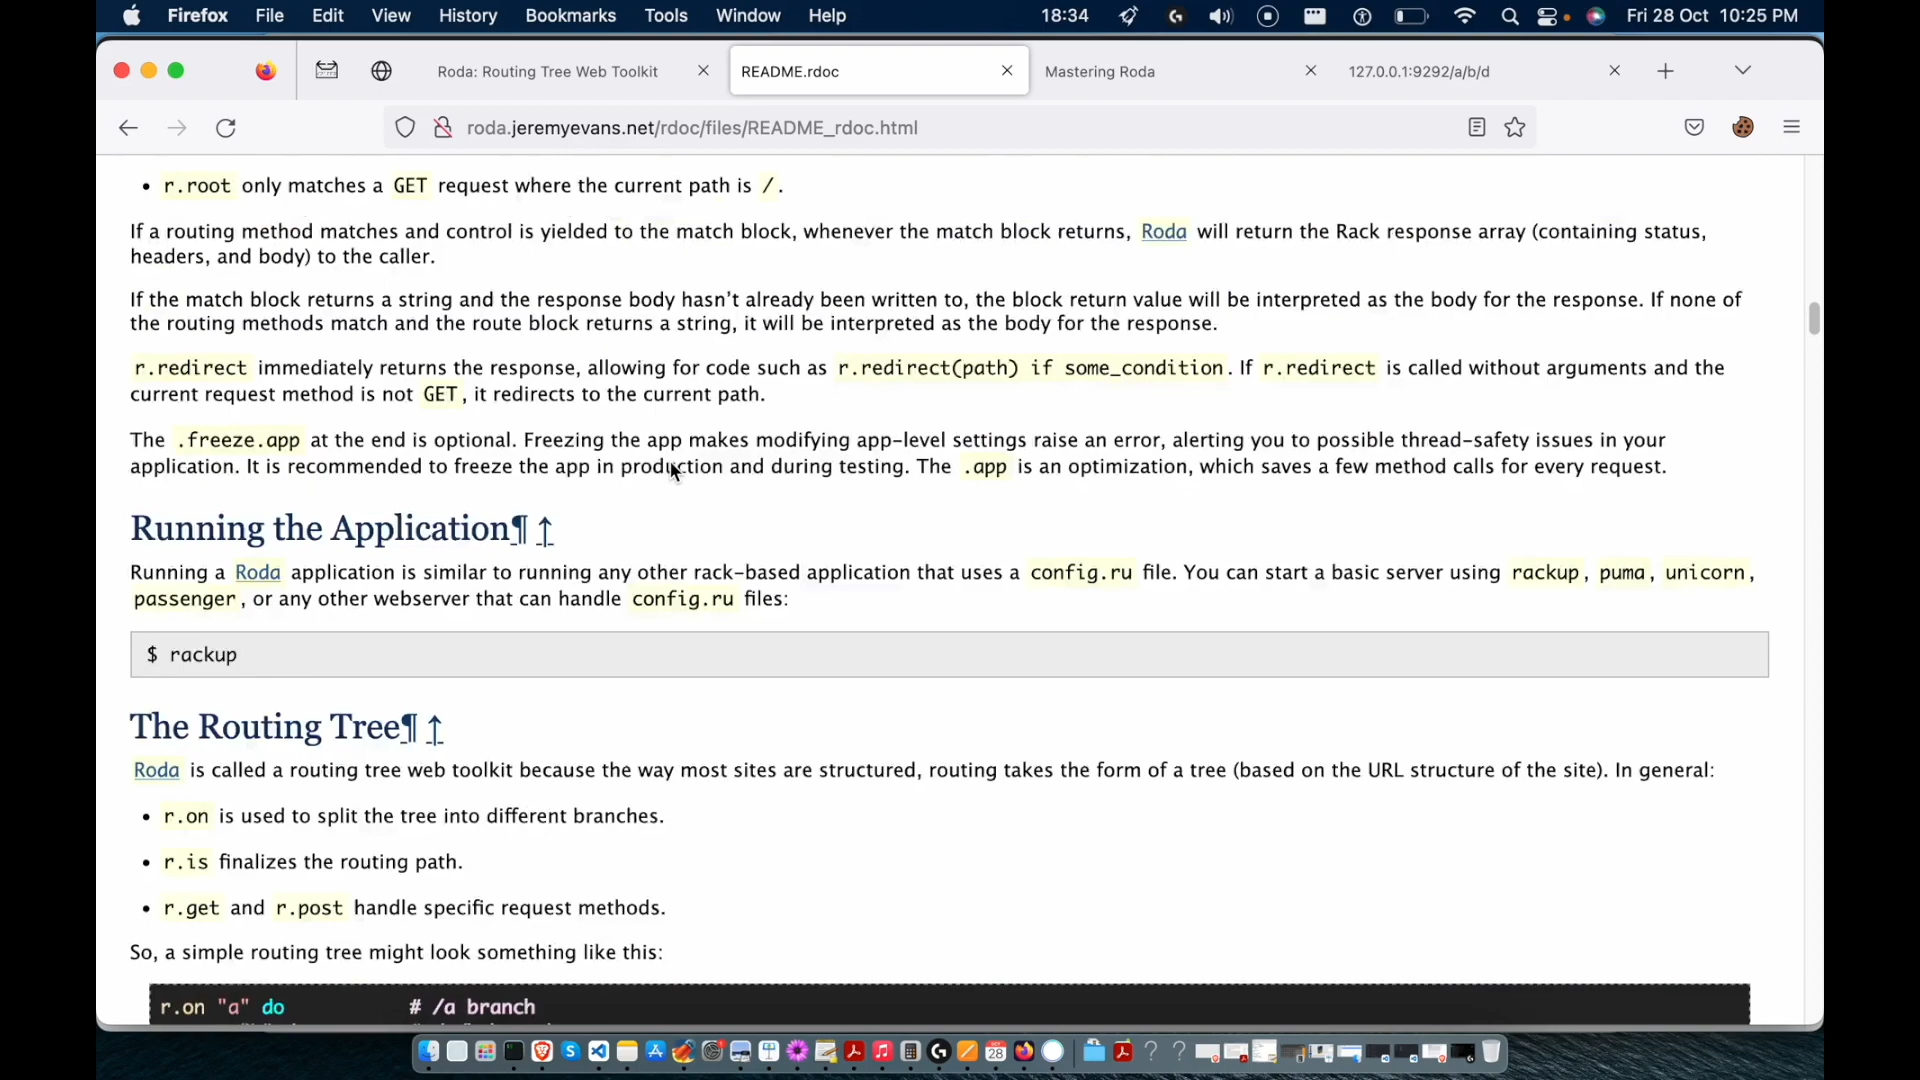 Firefox File Edit View History Bookmarks Tools Window Help 18:34 Fri 28 Oct 10:25 PM
Roda: Routing Tree Web Toolkit README.rdoc Mastering Roda 127.0.0.1:9292/a/b/d
roda.jeremyevans.net/rdoc/files/README_rdoc.html
• r.root only matches a GET request where the current path is /.
If a routing method matches and control is yielded to the match block, whenever the match block returns, Roda will return the Rack response array (containing status,
headers, and body) to the caller.
If the match block returns a string and the response body hasn’t already been written to, the block return value will be interpreted as the body for the response. If none of
the routing methods match and the route block returns a string, it will be interpreted as the body for the response.
r.redirect immediately returns the response, allowing for code such as r.redirect(path) if some_condition. If r.redirect is called without arguments and the
current request method is not GET, it redirects to the current path.
The .freeze.app at the end is optional. Freezing the app makes modifying app-level settings raise an error, alerting you to possible thread-safety issues in your
application. It is recommended to freeze the app in production and during testing. The .app is an optimization, which saves a few method calls for every request.
Running the Application¶ ↑
Running a Roda application is similar to running any other rack-based application that uses a config.ru file. You can start a basic server using rackup, puma, unicorn,
passenger, or any other webserver that can handle config.ru files:
$ rackup
The Routing Tree¶ ↑
Roda is called a routing tree web toolkit because the way most sites are structured, routing takes the form of a tree (based on the URL structure of the site). In general:
• r.on is used to split the tree into different branches.
• r.is finalizes the routing path.
• r.get and r.post handle specific request methods.
So, a simple routing tree might look something like this:
r.on "a" do # /a branch
28